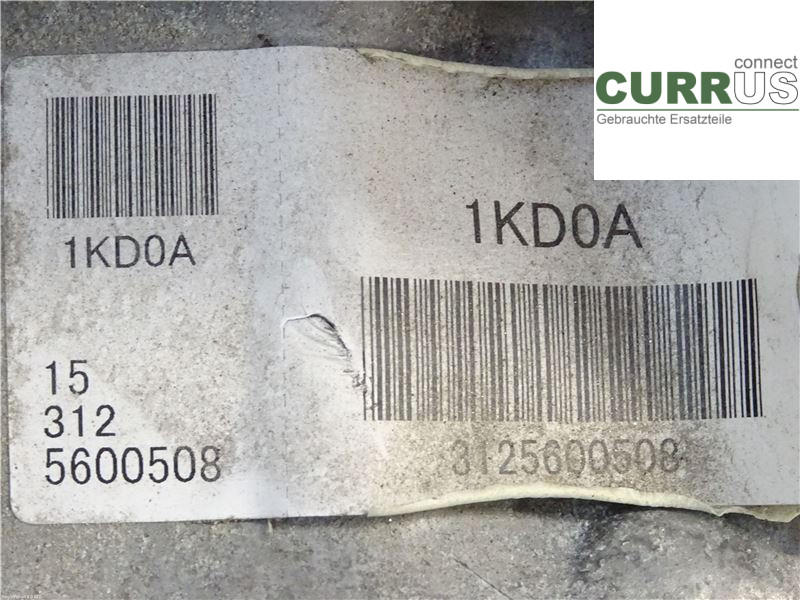 connect
CURRUS
Gebrauchte Ersatzteile
1KD0A
1KD0A
15
312
5600508
3125600508